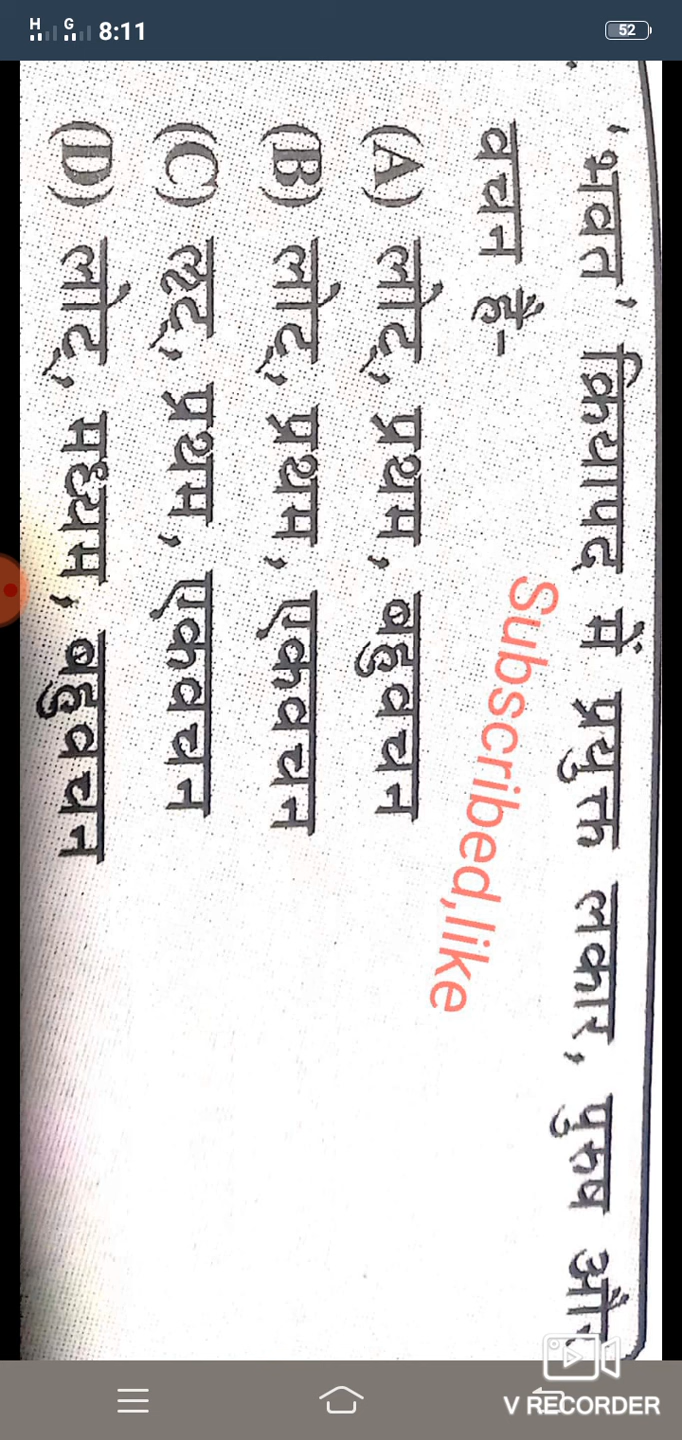 H G 8:11 52
'भवत' क्रियापद में प्रयुक्त लकार, पुरुष और
वचन है-
Subscribed,like
(A) लोट्, प्रथम, बहुवचन
(B) लोट्, प्रथम, एकवचन
(C) लृट्, प्रथम, एकवचन
(D) लोट्, मध्यम, बहुवचन
V RECORDER